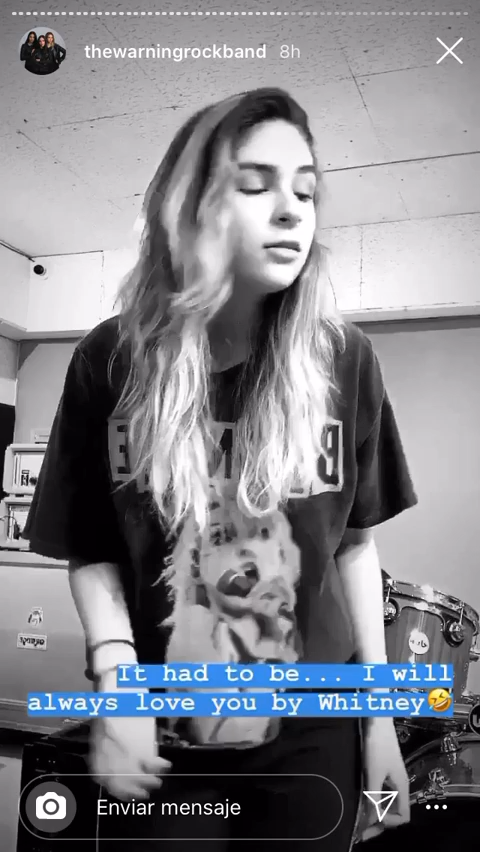 thewarningrockband 8h
It had to be... I will
always love you by Whitney🤣
Enviar mensaje